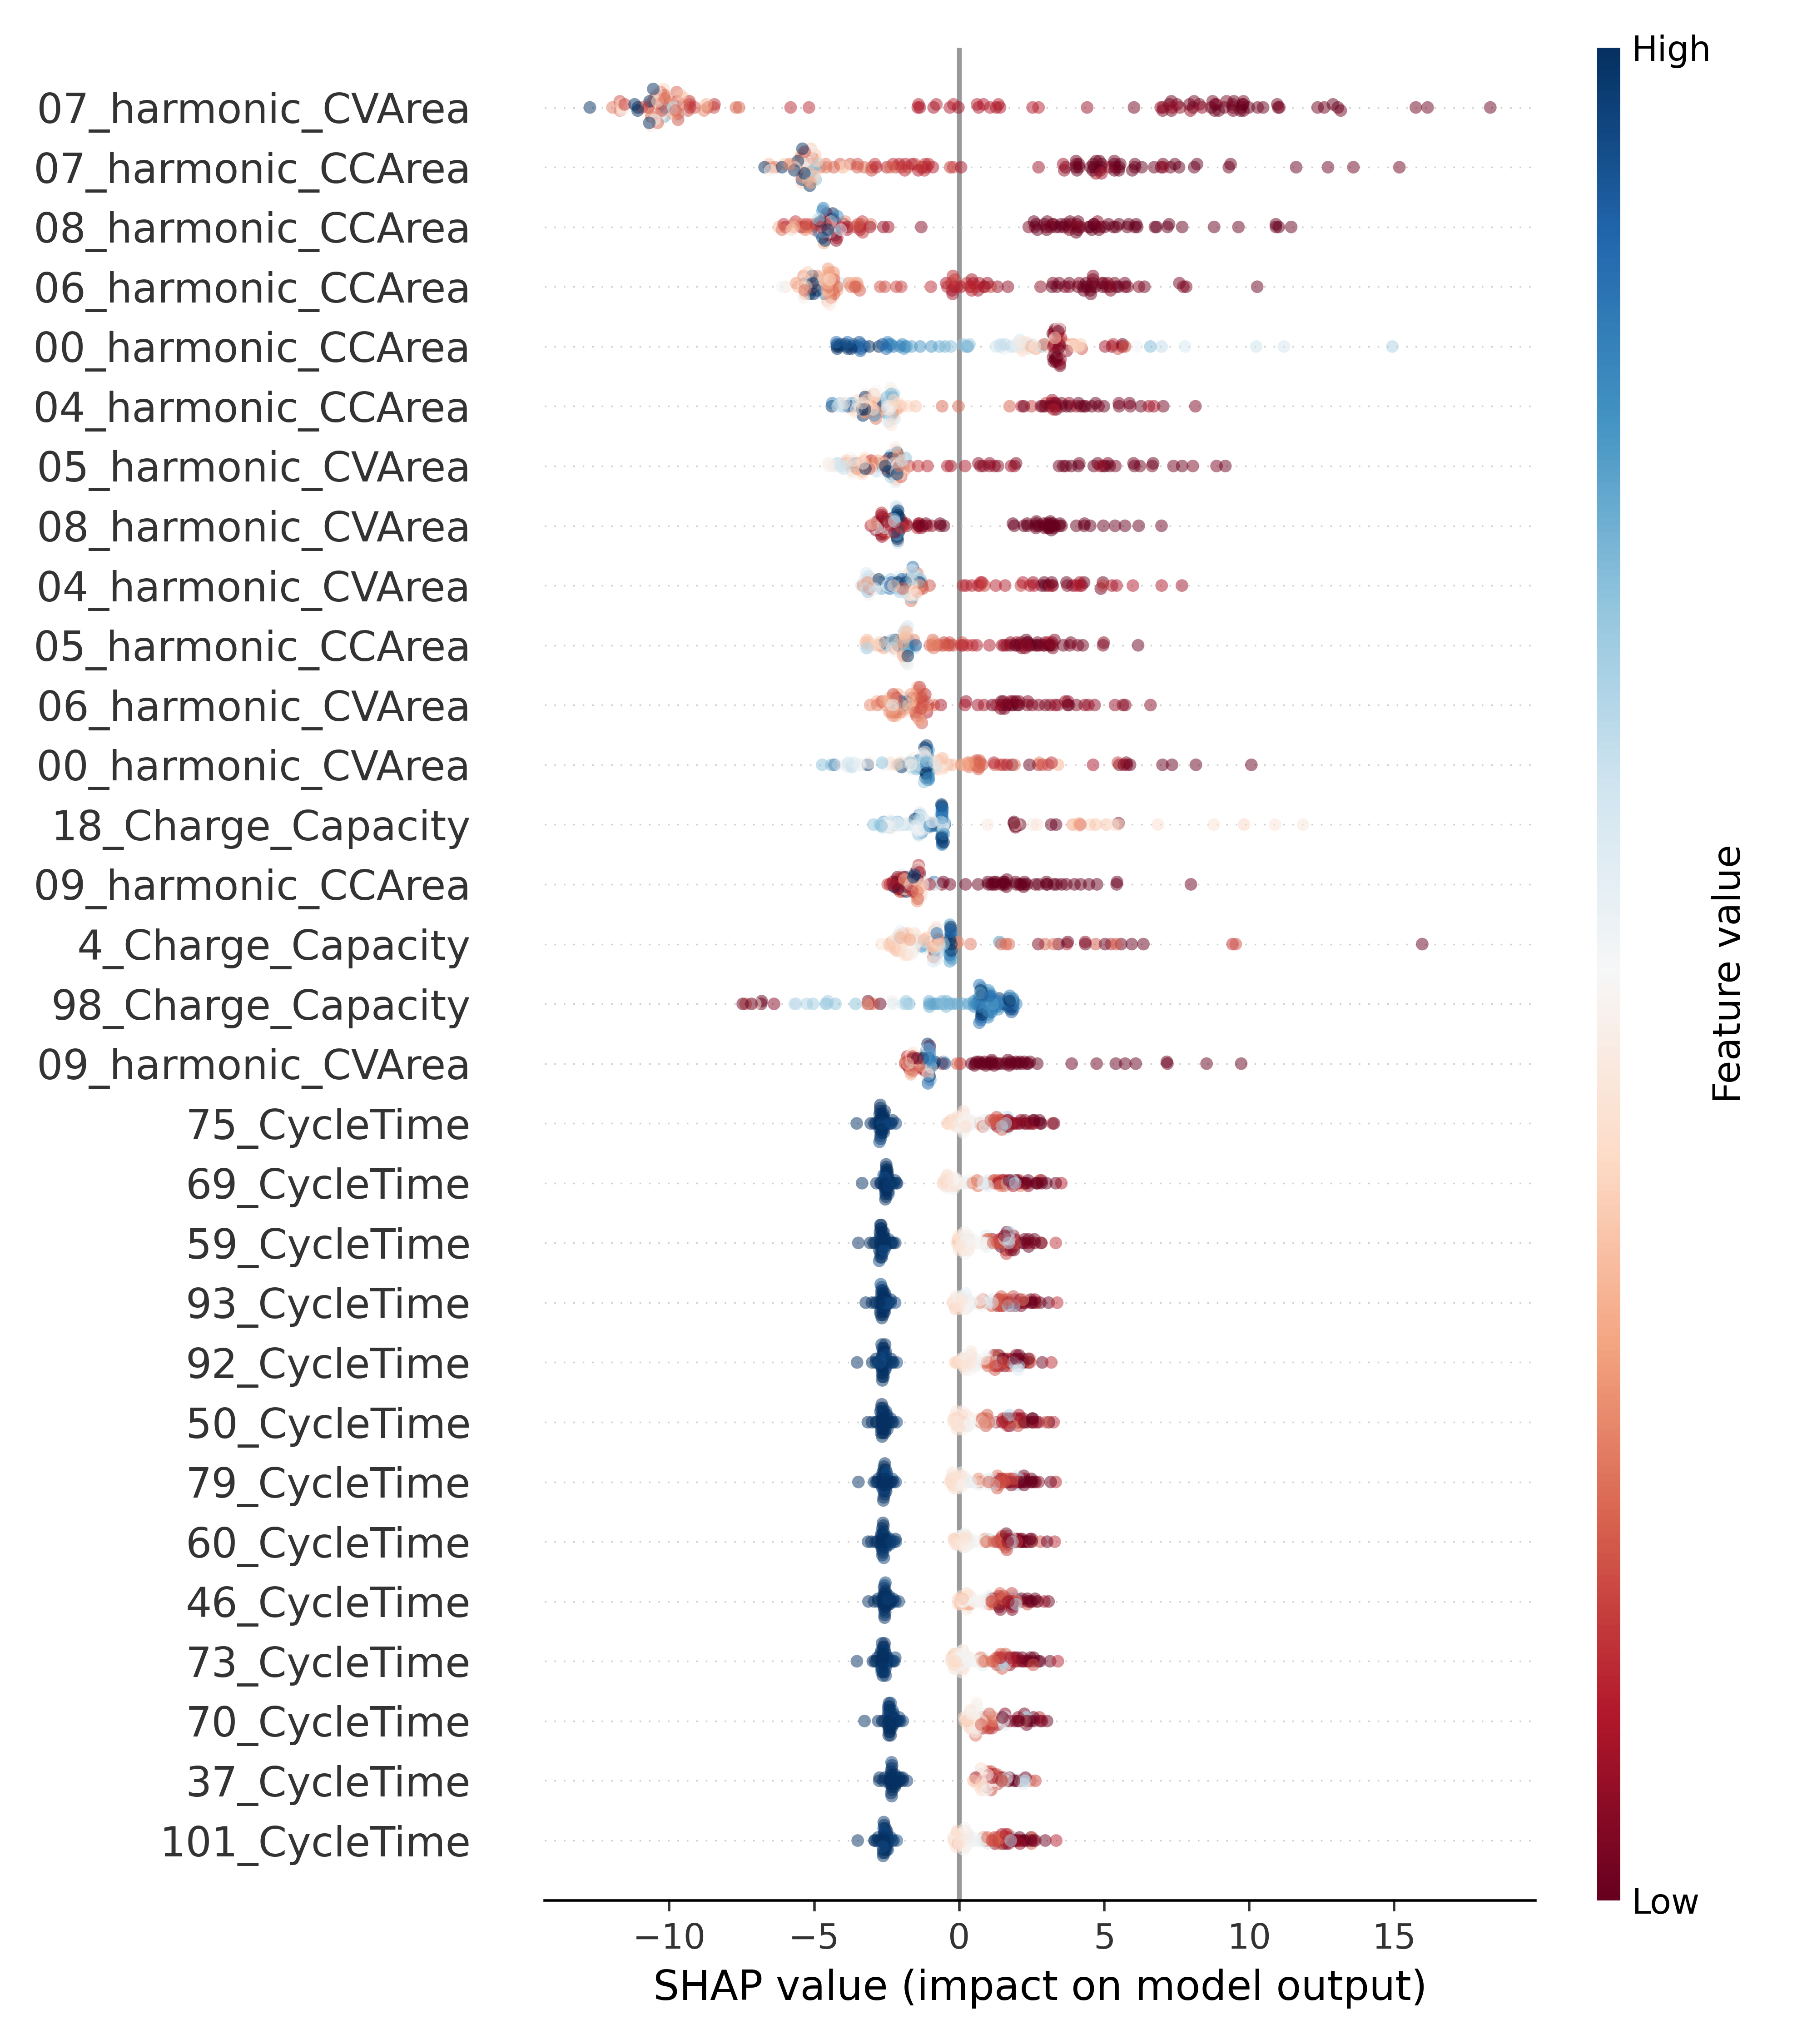 High
07_harmonic_CVArea
07_harmonic_CCArea
08_harmonic_CCArea
06_harmonic_CCArea
00_harmonic_CCArea
04_harmonic_CCArea
05_harmonic_CVArea
08_harmonic_CVArea
04_harmonic_CVArea
05_harmonic_CCArea
06_harmonic_CVArea
00_harmonic_CVArea
18_Charge_Capacity
09_harmonic_CCArea
4_Charge_Capacity
98_Charge_Capacity
09_harmonic_CVArea
75_CycleTime
69_CycleTime
59_CycleTime
93_CycleTime
92_CycleTime
50_CycleTime
79_CycleTime
60_CycleTime
46_CycleTime
73_CycleTime
70_CycleTime
37_CycleTime
101_CycleTime
Feature value
Low
−10 −5 0 5 10 15
SHAP value (impact on model output)